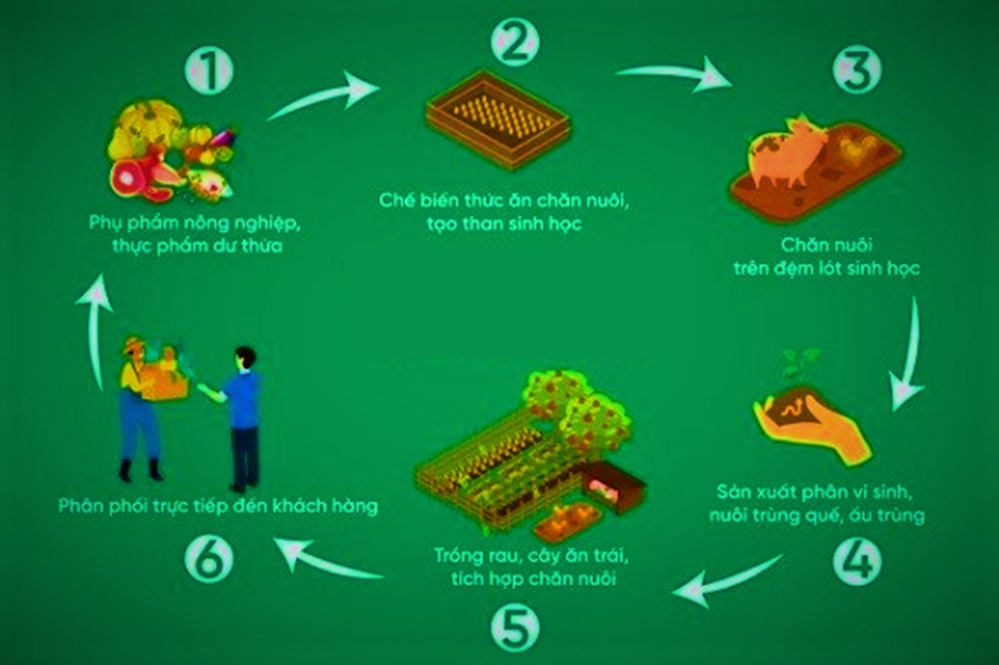 1
Phụ phẩm nông nghiệp,
thực phẩm dư thừa
2
Chế biến thức ăn chăn nuôi,
tạo than sinh học
3
Chăn nuôi
trên đệm lót sinh học
4
Sản xuất phân vi sinh,
nuôi trùng quế, ấu trùng
5
Trồng rau, cây ăn trái,
tích hợp chăn nuôi
6
Phân phối trực tiếp đến khách hàng